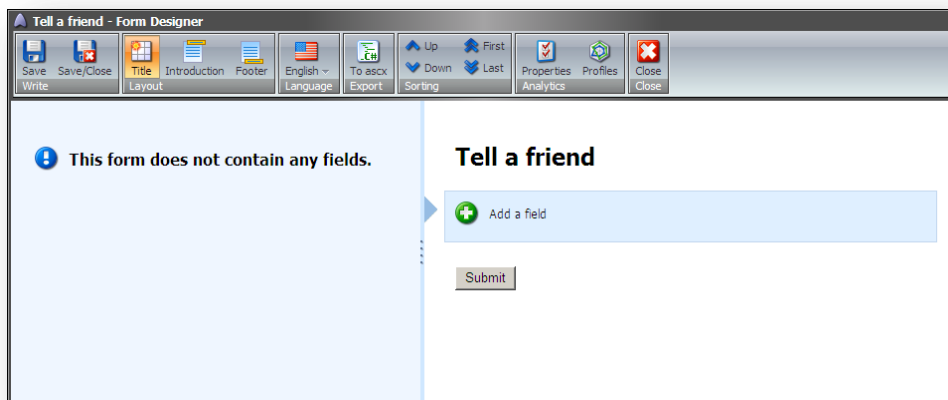 Tell a friend - Form Designer
Save Save/Close Title Introduction Footer English To ascx Up First Down Last Properties Profiles Close
C#
Write Layout Language Export Sorting Analytics Close
This form does not contain any fields.
Tell a friend
Add a field
Submit